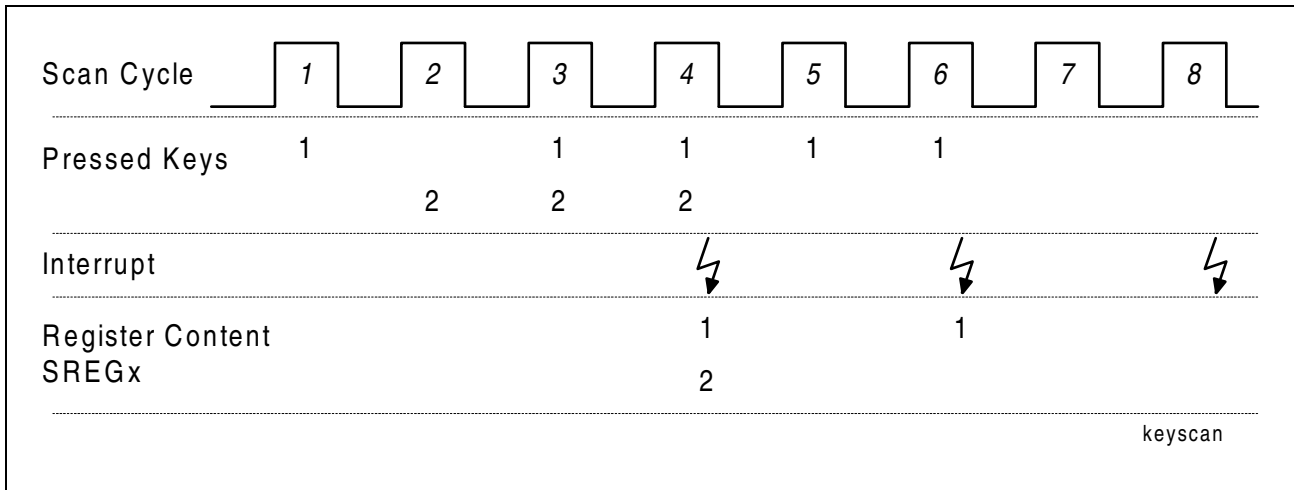 Scan Cycle 1 2 3 4 5 6 7 8
Pressed Keys 1 1 1 1 1
2 2 2
Interrupt
Register Content 1 1
SREGx 2
keyscan